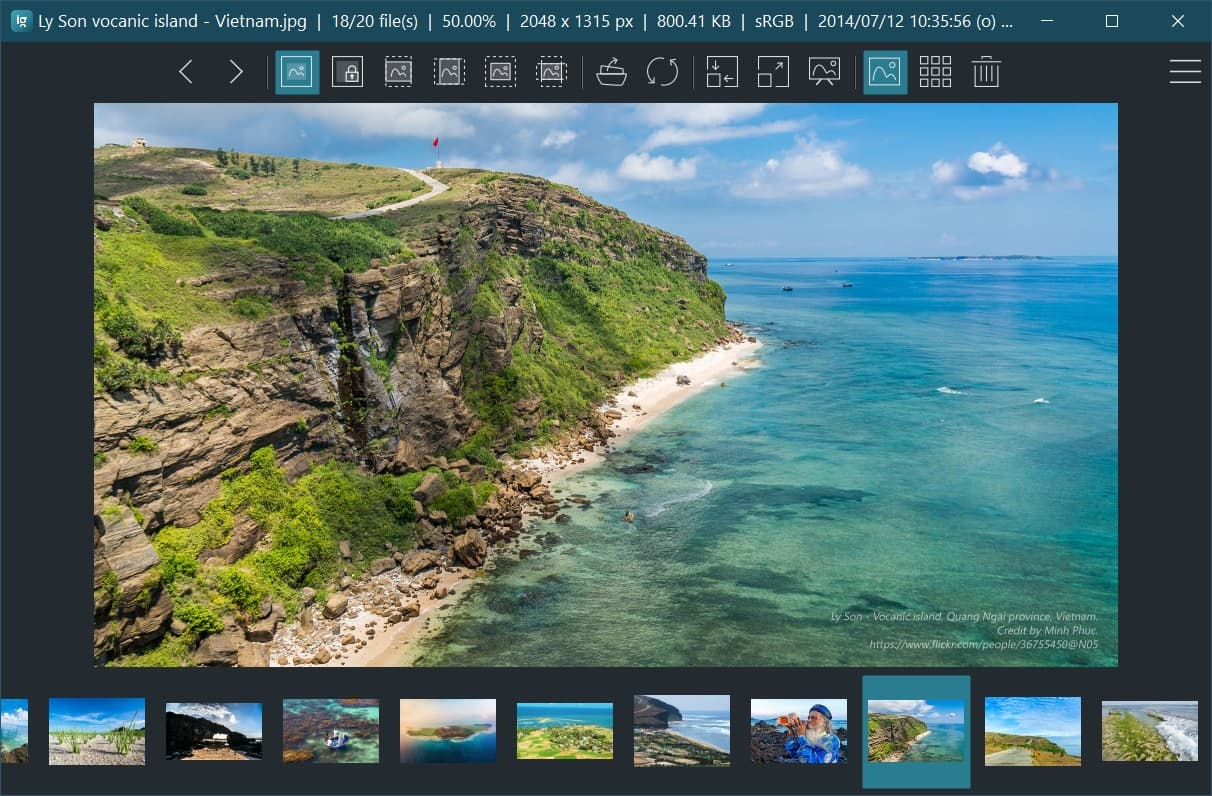 Ig Ly Son vocanic island - Vietnam.jpg | 18/20 file(s) | 50.00% | 2048 x 1315 px | 800.41 KB | sRGB | 2014/07/12 10:35:56 (o) ...
Ly Son - Vocanic island, Quang Ngai province, Vietnam.
Credit by Minh Phuc.
https://www.flickr.com/people/36755450@N05